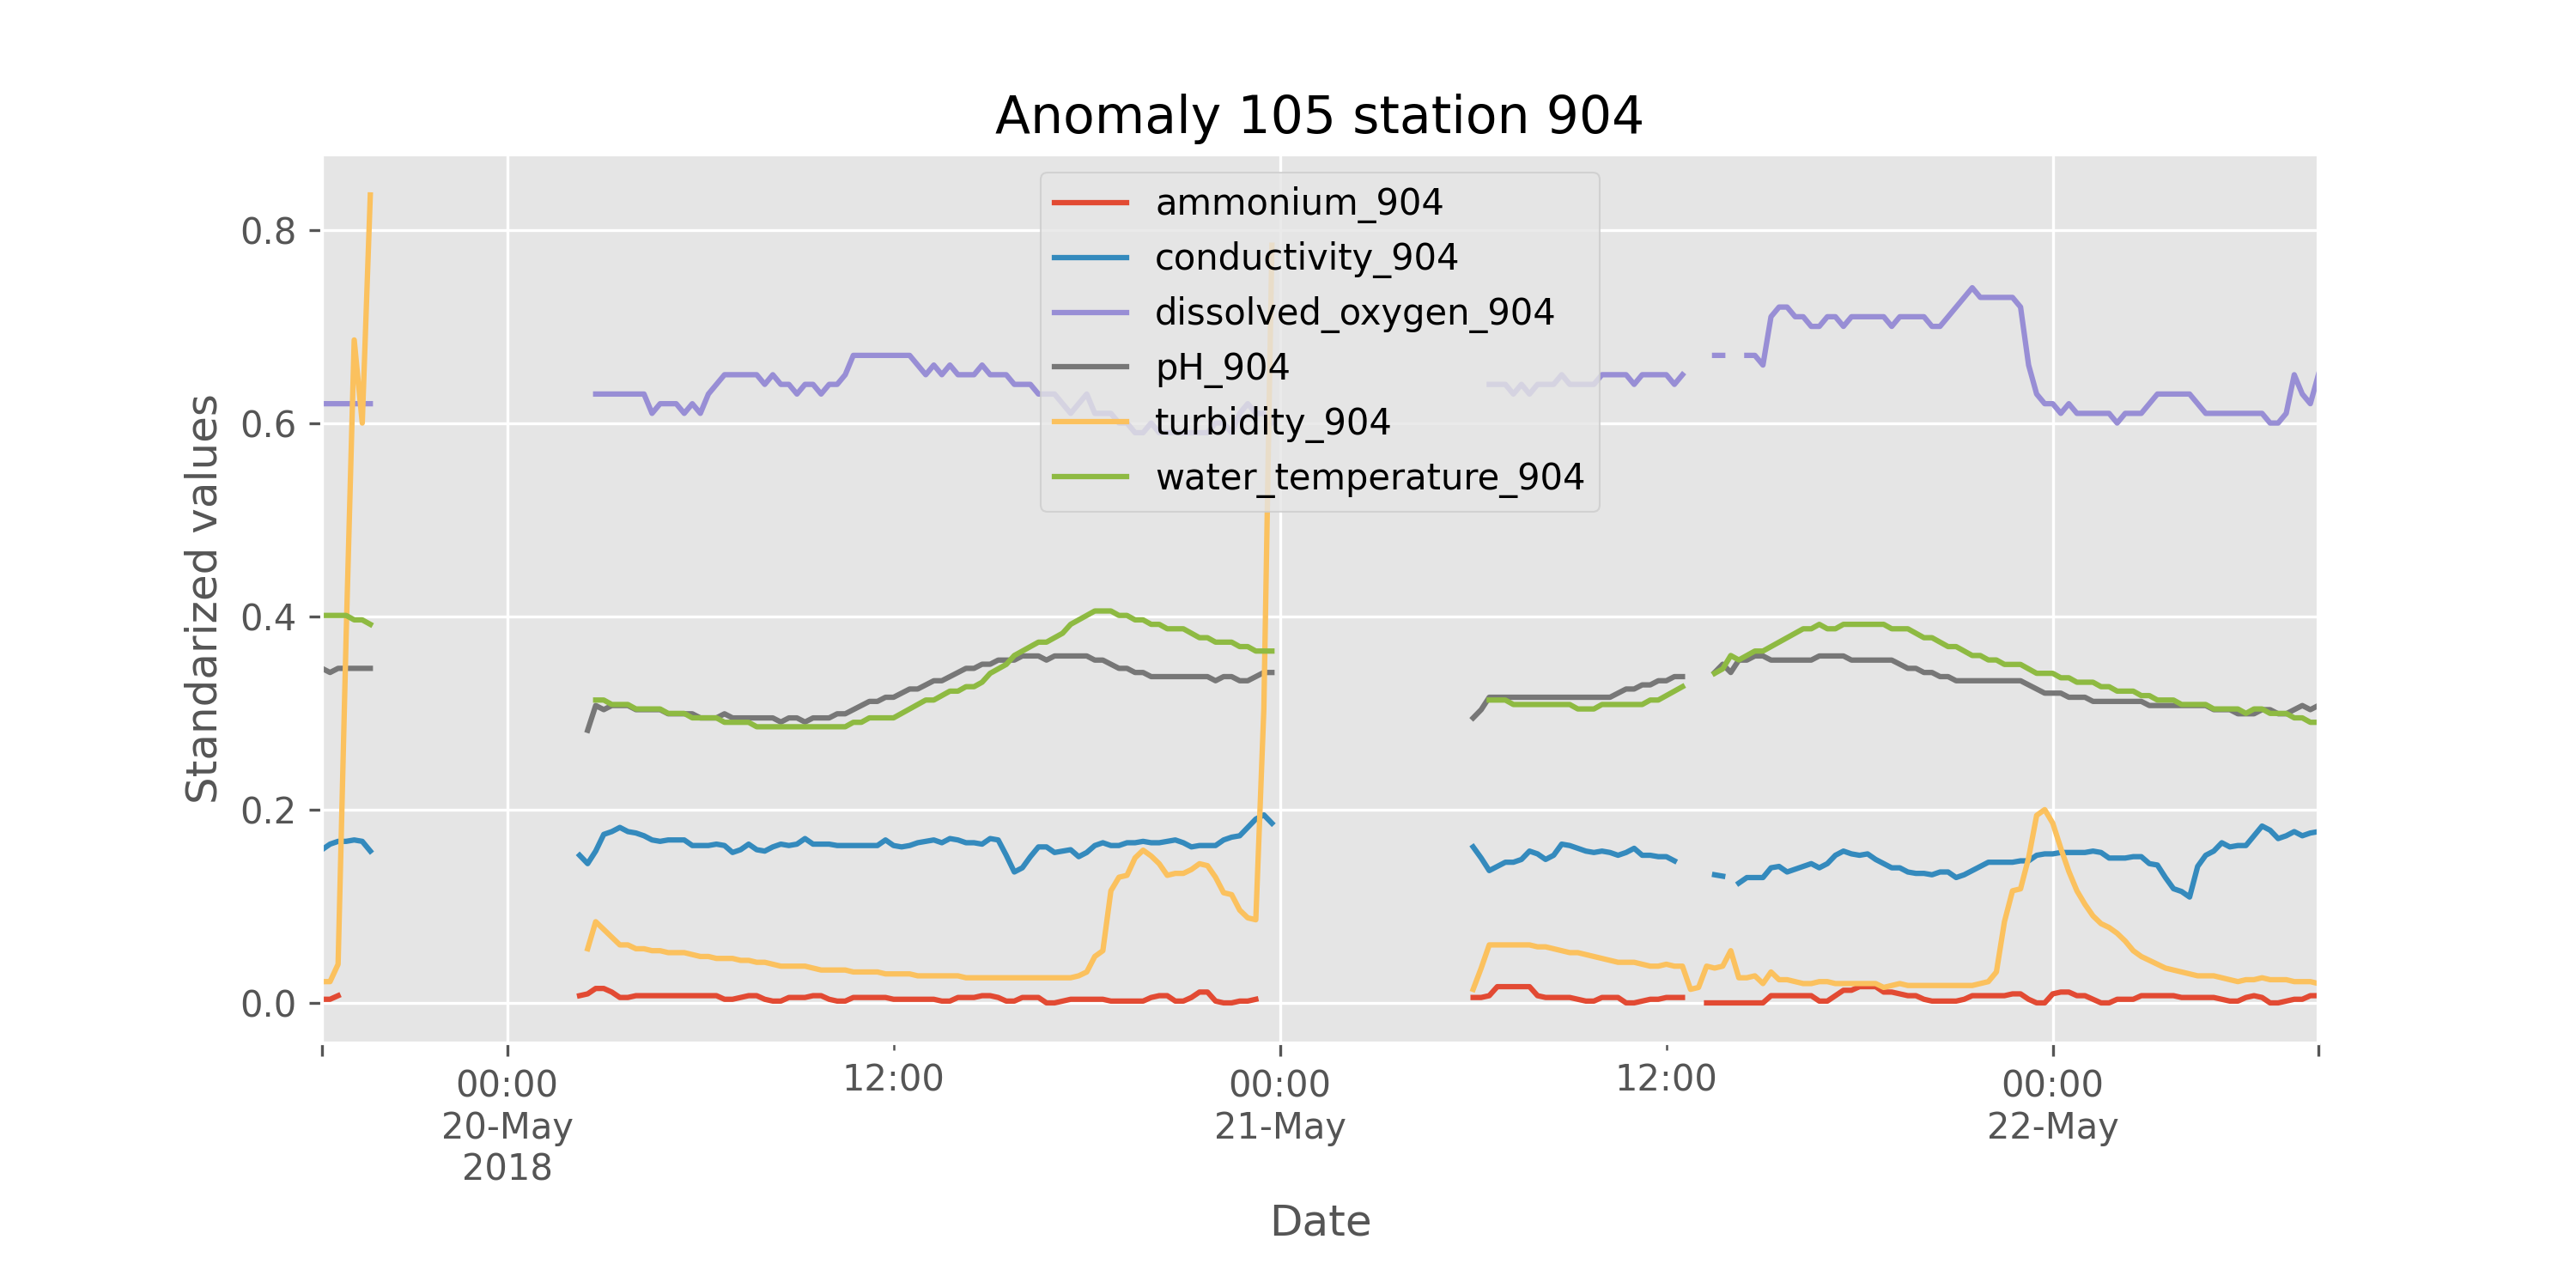 Anomaly 105 station 904
ammonium_904
conductivity_904
dissolved_oxygen_904
pH_904
turbidity_904
water_temperature_904
Standarized values
0.8
0.6
0.4
0.2
0.0
00:00
20-May
2018
12:00
00:00
21-May
12:00
00:00
22-May
Date